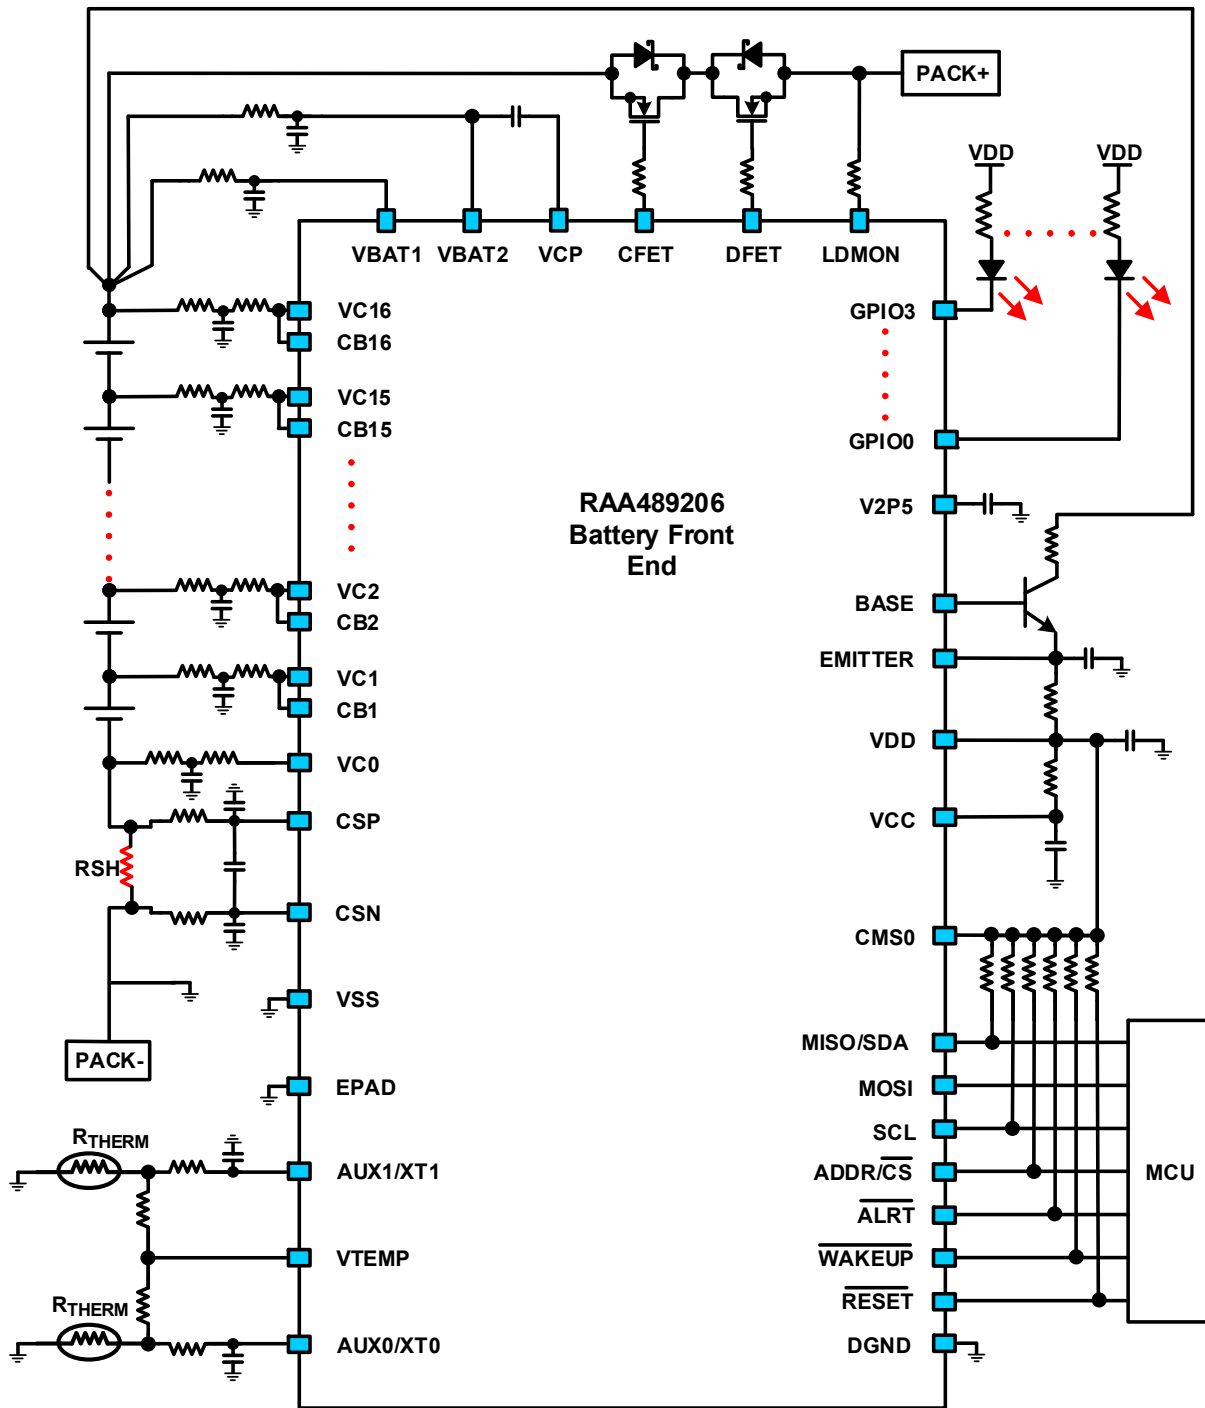 PACK+
VDD
VDD
VBAT1
VBAT2
VCP
CFET
DFET
LDMON
VC16
CB16
VC15
CB15
VC2
CB2
VC1
CB1
VC0
CSP
RSH
CSN
VSS
PACK-
EPAD
RTHERM
AUX1/XT1
VTEMP
RTHERM
AUX0/XT0
RAA489206
Battery Front
End
GPIO3
GPIO0
V2P5
BASE
EMITTER
VDD
VCC
CMS0
MISO/SDA
MOSI
SCL
ADDR/CS
ALRT
WAKEUP
RESET
DGND
MCU